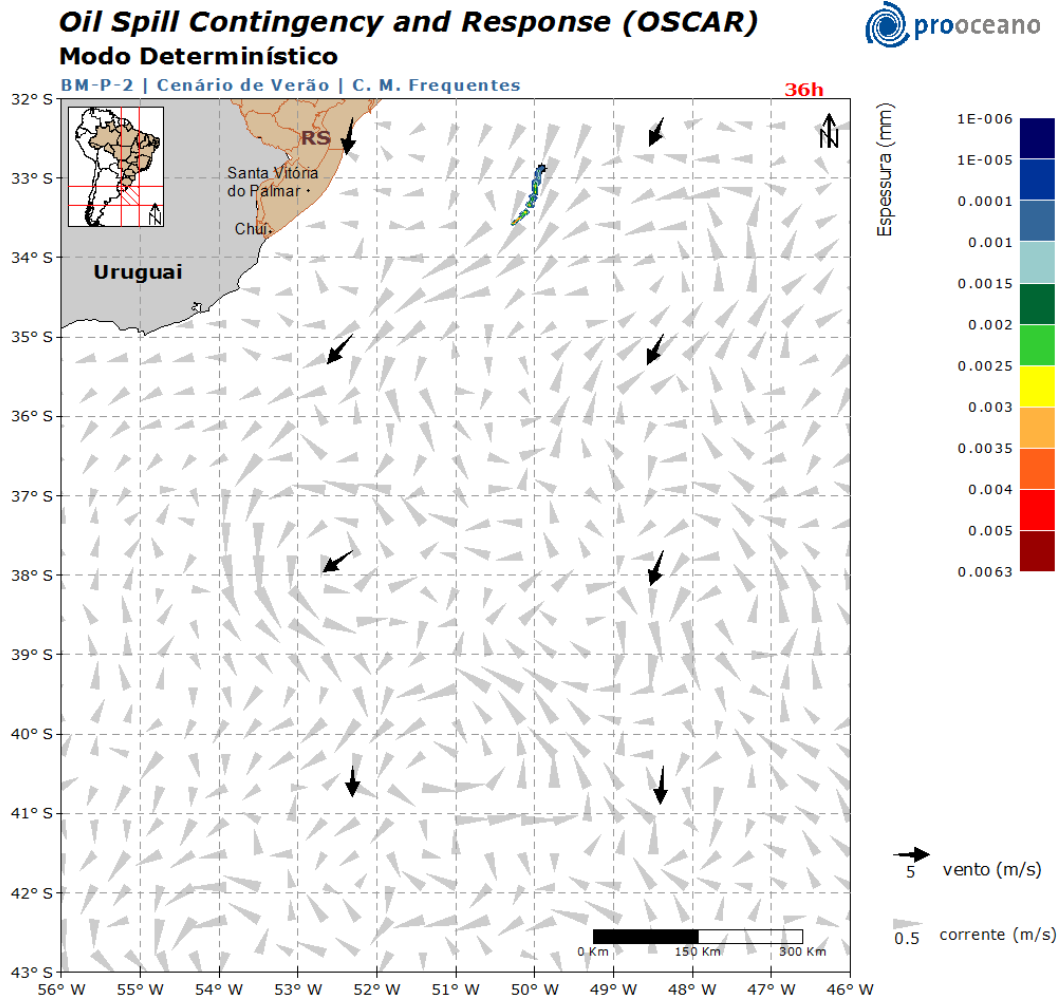 Oil Spill Contingency and Response (OSCAR)
Modo Determinístico
BM-P-2 | Cenário de Verão | C. M. Frequentes
36h
prooceano
32° S
33° S
34° S
35° S
36° S
37° S
38° S
39° S
40° S
41° S
42° S
43° S
56° W
55° W
54° W
53° W
52° W
51° W
50° W
49° W
48° W
47° W
46° W
RS
Santa Vitória
do Palmar
Chuí
Uruguai
N
N
Espessura (mm)
1E-006
1E-005
0.0001
0.001
0.0015
0.002
0.0025
0.003
0.0035
0.004
0.005
0.0063
5 vento (m/s)
0.5 corrente (m/s)
0 Km 150 Km 300 Km